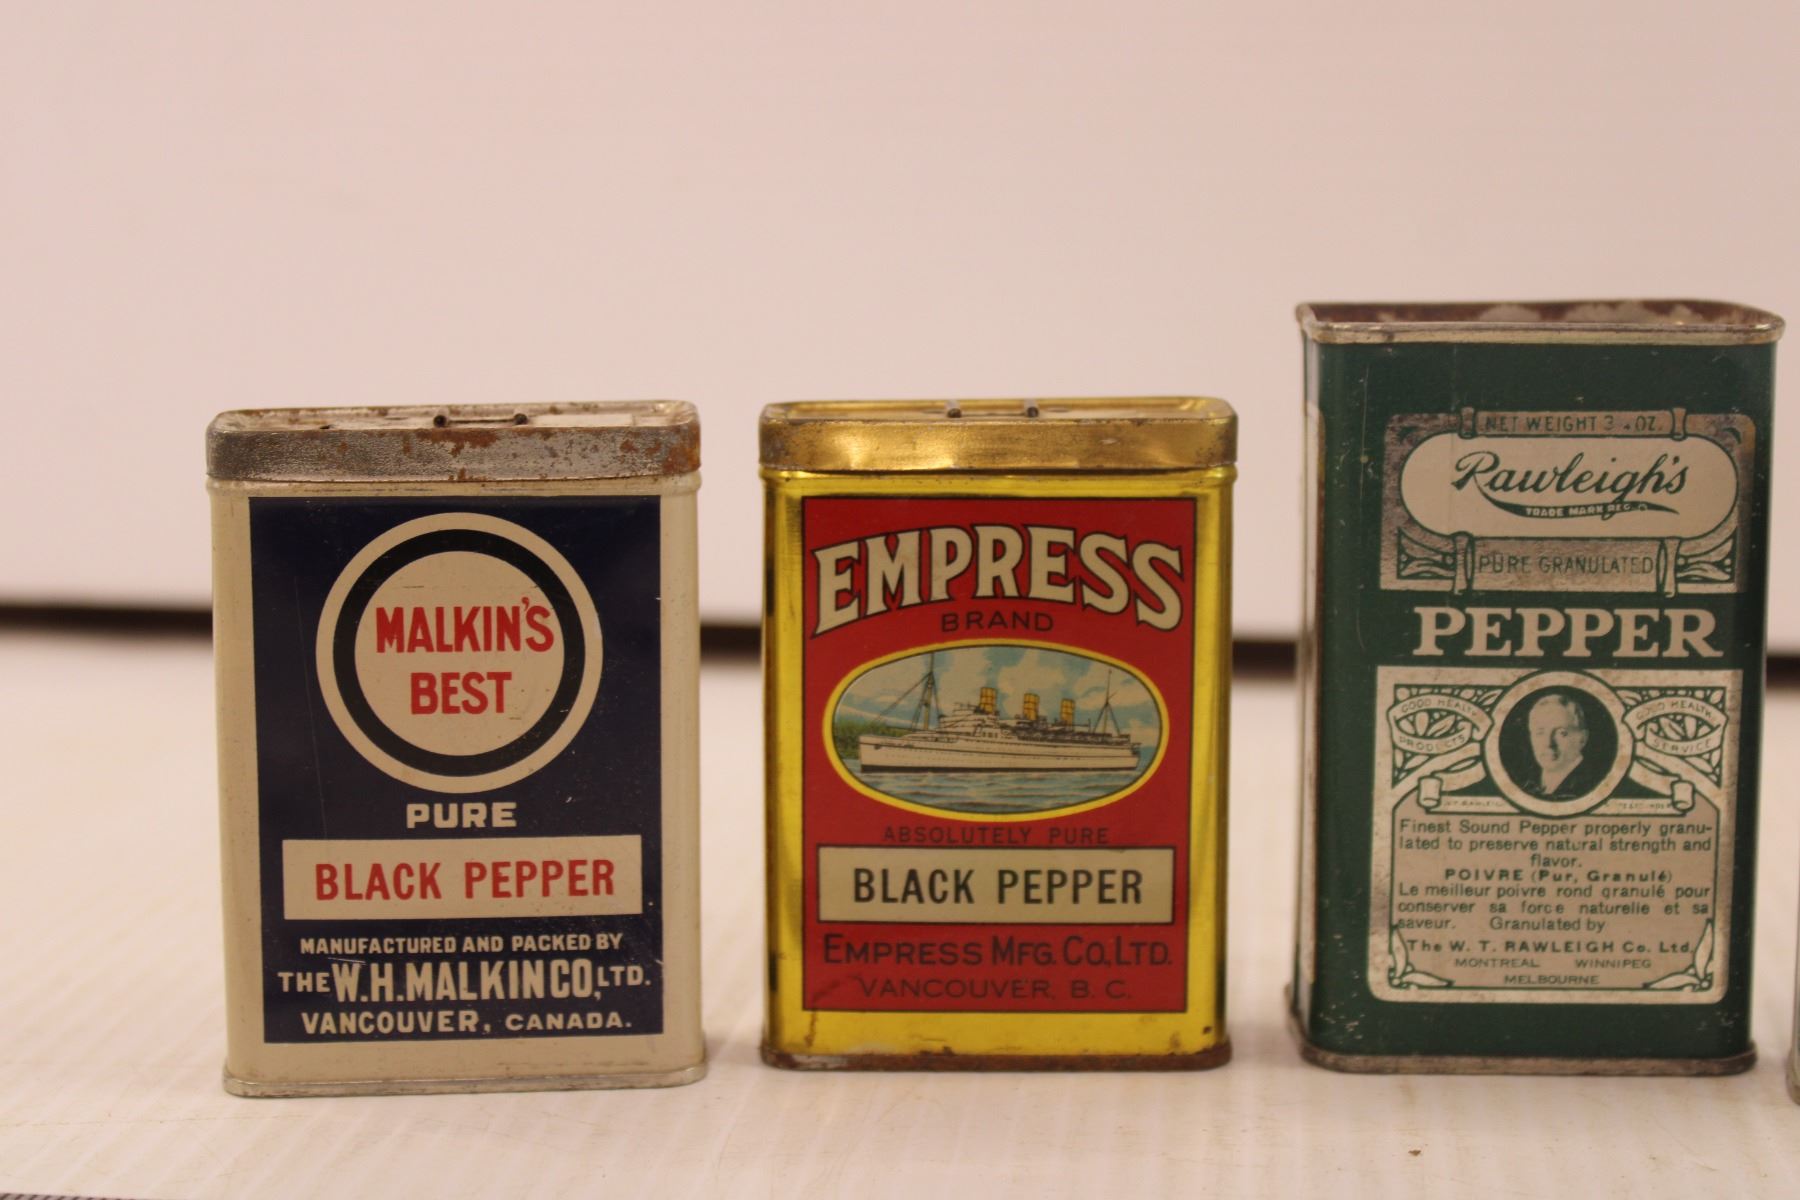 MALKIN'S
BEST
PURE
BLACK PEPPER
MANUFACTURED AND PACKED BY
THE W.H. MALKIN CO., LTD.
VANCOUVER, CANADA.
EMPRESS
BRAND
ABSOLUTELY PURE
BLACK PEPPER
EMPRESS MFG. CO., LTD.
VANCOUVER, B. C.
NET WEIGHT 3 OZ.
Rawleigh's
TRADE MARK REG.
PURE GRANULATED
PEPPER
GOOD HEALTH
PRODUCTS
GOOD HEALTH
SERVICE
Finest Sound Pepper properly granu-
lated to preserve natural strength and
flavor.
POIVRE (Pur, Granulé)
Le meilleur poivre rond granulé pour
conserver sa force naturelle et sa
saveur. Granulated by
The W. T. RAWLEIGH Co. Ltd.
MONTREAL WINNIPEG
MELBOURNE